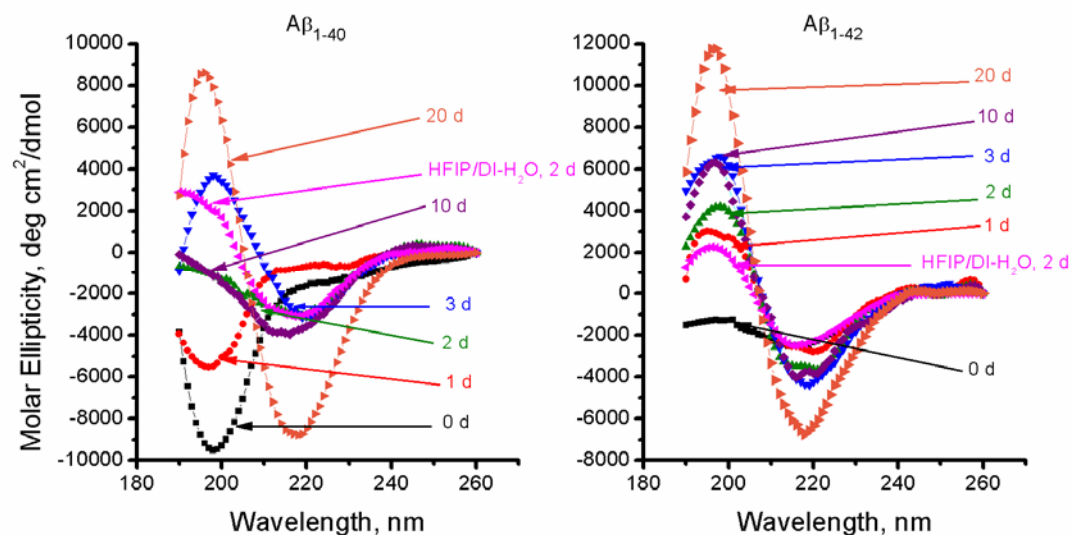 Aβ1-40
Molar Ellipticity, deg cm²/dmol
10000
8000
6000
4000
2000
0
-2000
-4000
-6000
-8000
-10000
180
200
220
240
260
Wavelength, nm
20 d
HFIP/DI-H₂O, 2 d
10 d
3 d
2 d
1 d
0 d
Aβ1-42
12000
10000
8000
6000
4000
2000
0
-2000
-4000
-6000
-8000
180
200
220
240
260
Wavelength, nm
20 d
10 d
3 d
2 d
1 d
HFIP/DI-H₂O, 2 d
0 d